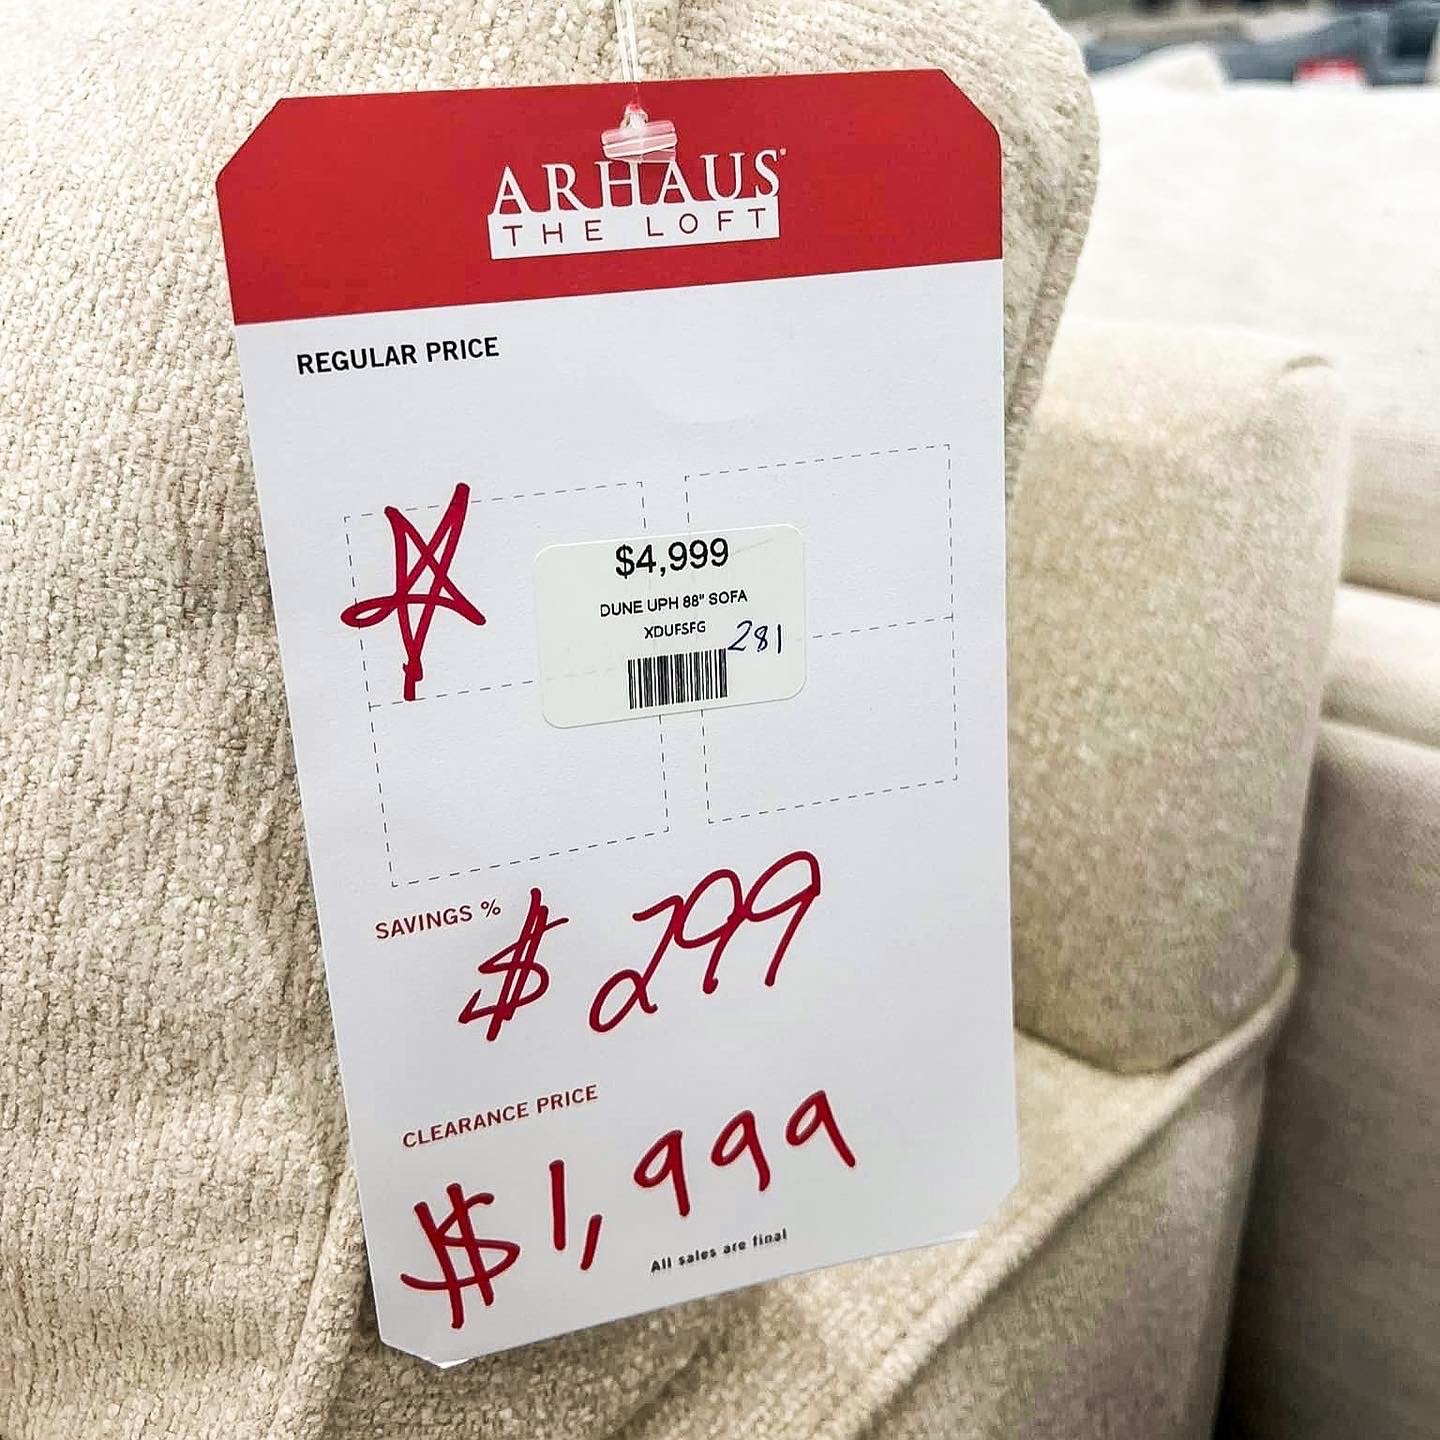 ARHAUS
THE LOFT
REGULAR PRICE
$4,999
DUNE UPH 88" SOFA
XDUFSFG
281
SAVINGS %
$ 299
CLEARANCE PRICE
$1,999
All sales are final